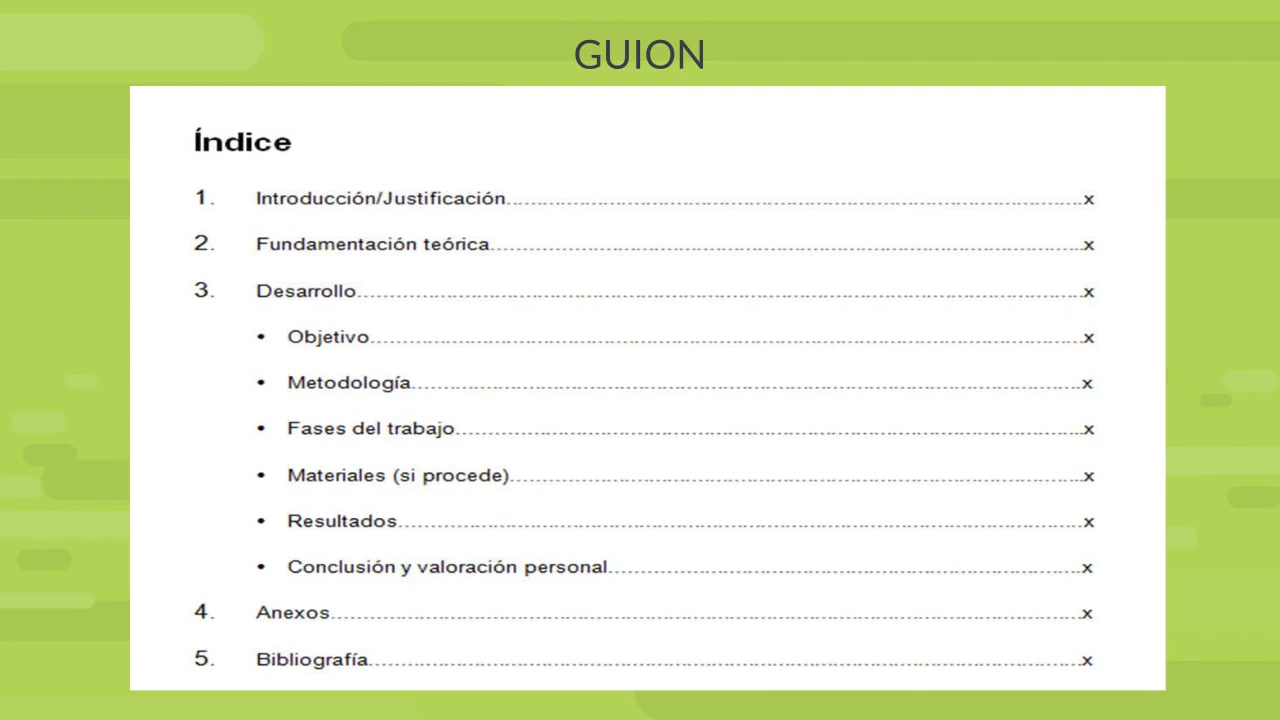 GUION
Índice
1. Introducción/Justificación........................................................................................................x
2. Fundamentación teórica........................................................................................................x
3. Desarrollo........................................................................................................x
• Objetivo........................................................................................................x
• Metodología........................................................................................................x
• Fases del trabajo........................................................................................................x
• Materiales (si procede)........................................................................................................x
• Resultados........................................................................................................x
• Conclusión y valoración personal........................................................................................................x
4. Anexos........................................................................................................x
5. Bibliografía........................................................................................................x